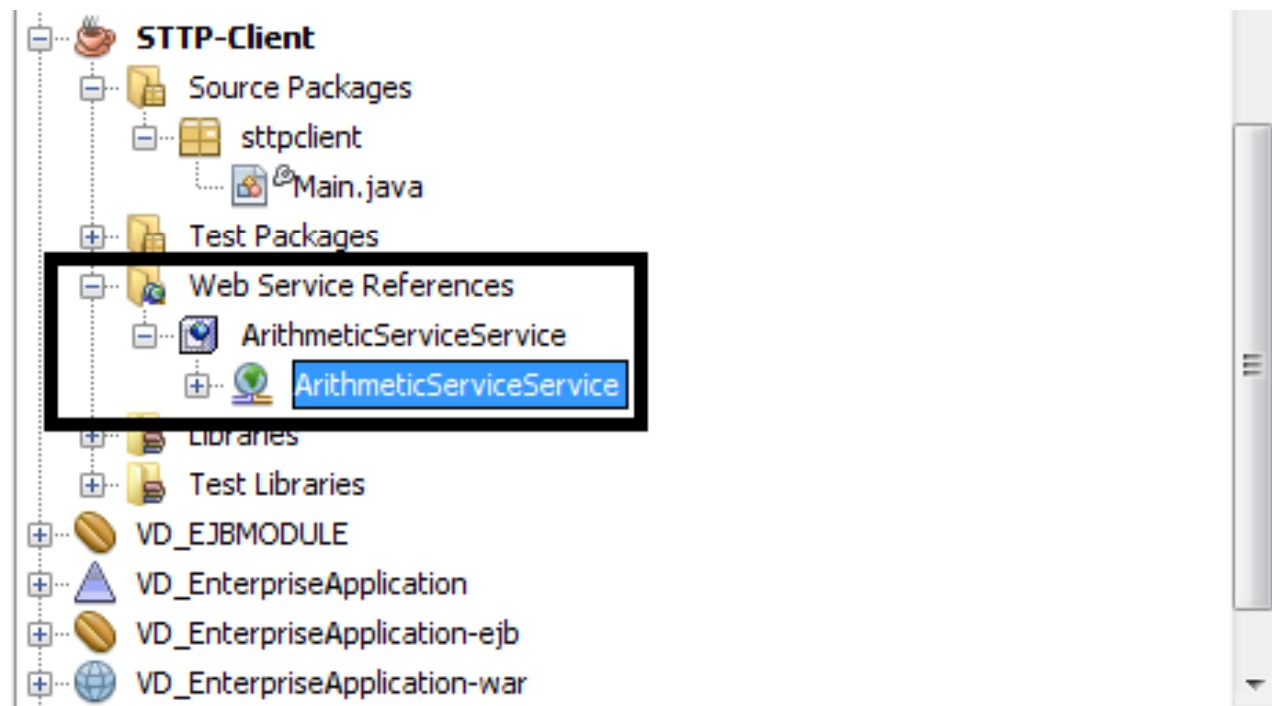 STTP-Client
Source Packages
sttpclient
Main.java
Test Packages
Web Service References
ArithmeticServiceService
ArithmeticServiceService
Libraries
Test Libraries
VD_EJBMODULE
VD_EnterpriseApplication
VD_EnterpriseApplication-ejb
VD_EnterpriseApplication-war